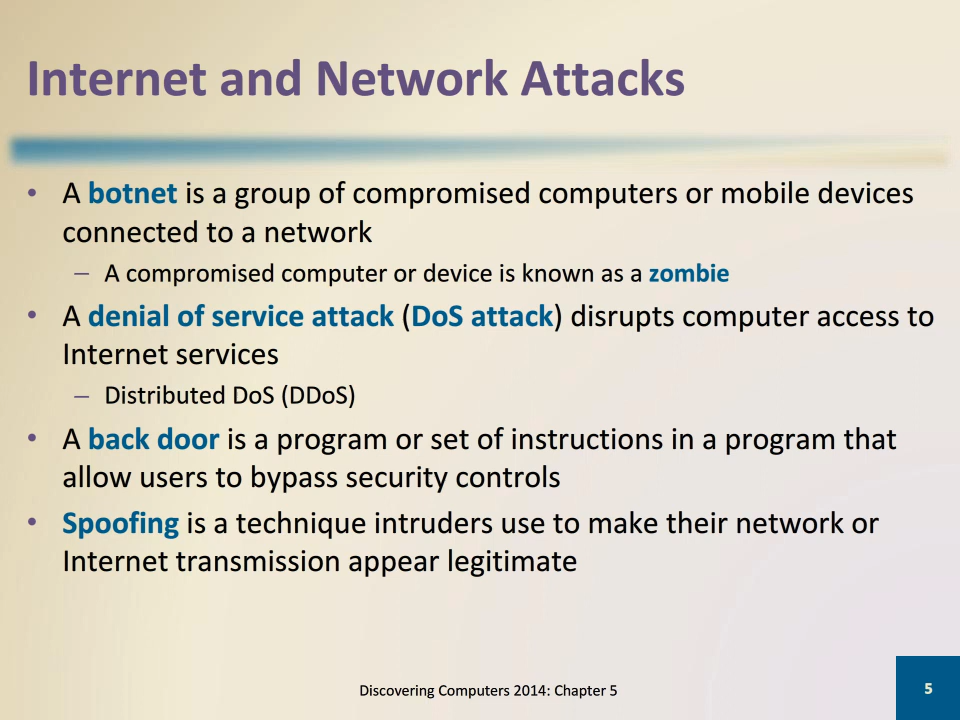 Internet and Network Attacks
• A botnet is a group of compromised computers or mobile devices
connected to a network
– A compromised computer or device is known as a zombie
• A denial of service attack (DoS attack) disrupts computer access to
Internet services
– Distributed DoS (DDoS)
• A back door is a program or set of instructions in a program that
allow users to bypass security controls
• Spoofing is a technique intruders use to make their network or
Internet transmission appear legitimate
Discovering Computers 2014: Chapter 5
5